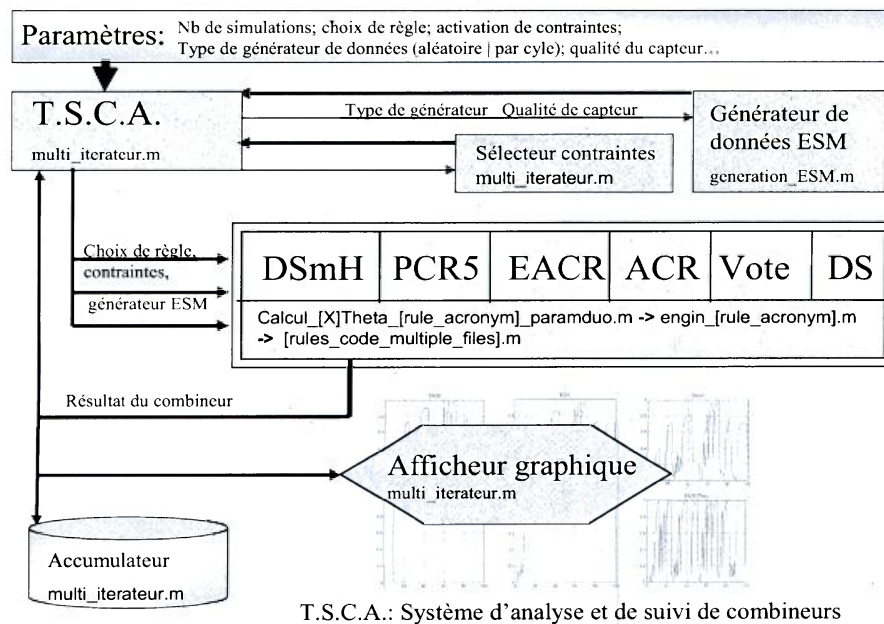 Paramètres: Nb de simulations; choix de règle; activation de contraintes;
Type de générateur de données (aléatoire | par cyle); qualité du capteur...
T.S.C.A.
multi_iterateur.m
Type de générateur Qualité de capteur
Générateur de
données ESM
generation_ESM.m
Sélecteur contraintes
multi_iterateur.m
Choix de règle,
contraintes,
générateur ESM
DSmH PCR5 EACR ACR Vote DS
Calcul_[X]Theta_[rule_acronym]_paramduo.m -> engin_[rule_acronym].m
-> [rules_code_multiple_files].m
Résultat du combineur
Afficheur graphique
multi_iterateur.m
Accumulateur
multi_iterateur.m
T.S.C.A.: Système d'analyse et de suivi de combineurs